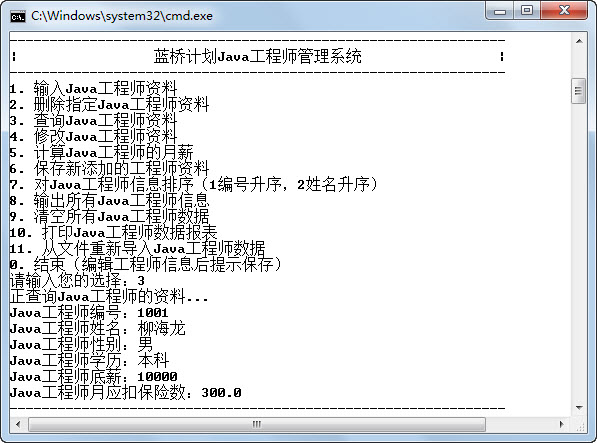 C:\Windows\system32\cmd.exe
蓝桥计划Java工程师管理系统
1. 输入Java工程师资料
2. 删除指定Java工程师资料
3. 查询Java工程师资料
4. 修改Java工程师资料
5. 计算Java工程师的月薪
6. 保存新添加的工程师资料
7. 对Java工程师信息排序（1编号升序，2姓名升序）
8. 输出所有Java工程师信息
9. 清空所有Java工程师数据
10. 打印Java工程师数据报表
11. 从文件重新导入Java工程师数据
0. 结束（编辑工程师信息后提示保存）
请输入您的选择：3
正查询Java工程师的资料...
Java工程师编号：1001
Java工程师姓名：柳海龙
Java工程师性别：男
Java工程师学历：本科
Java工程师底薪：10000
Java工程师月应扣保险数：300.0